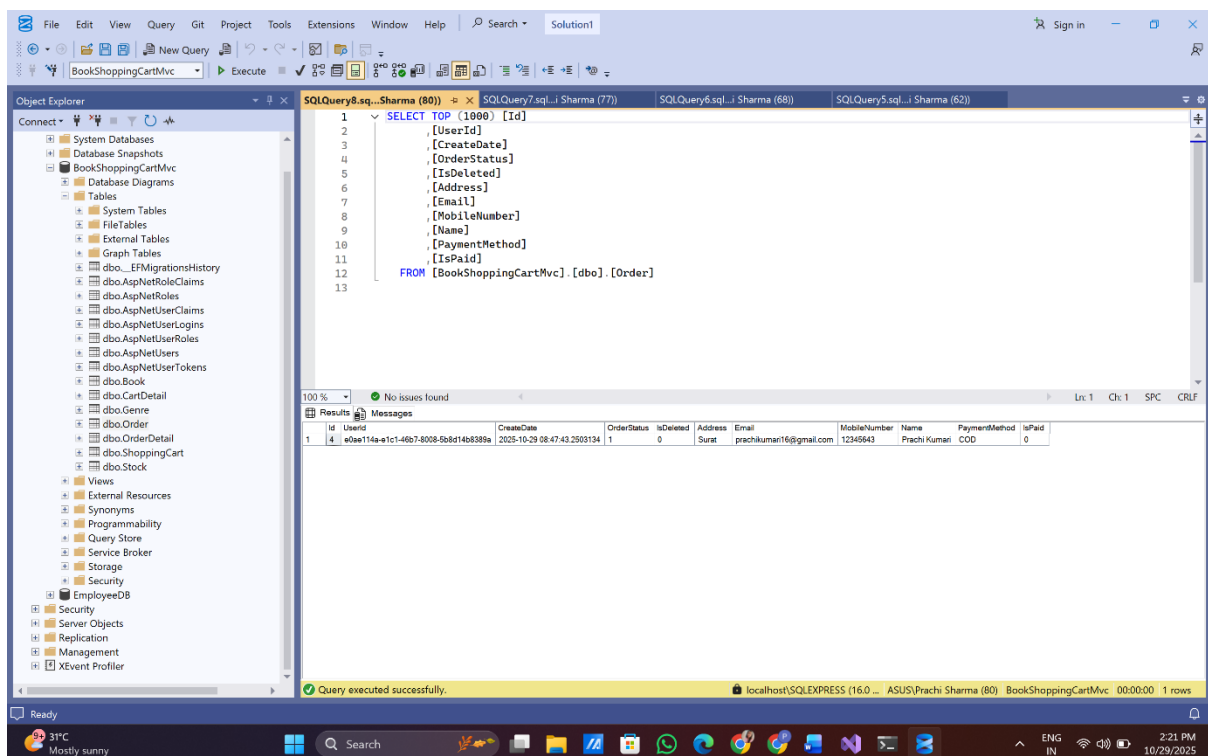 File Edit View Query Git Project Tools Extensions Window Help Search Solution1 Sign in
New Query
BookShoppingCartMvc Execute
Object Explorer
Connect
System Databases
Database Snapshots
BookShoppingCartMvc
Database Diagrams
Tables
System Tables
FileTables
External Tables
Graph Tables
dbo.__EFMigrationsHistory
dbo.AspNetRoleClaims
dbo.AspNetRoles
dbo.AspNetUserClaims
dbo.AspNetUserLogins
dbo.AspNetUserRoles
dbo.AspNetUsers
dbo.AspNetUserTokens
dbo.Book
dbo.CartDetail
dbo.Genre
dbo.Order
dbo.OrderDetail
dbo.ShoppingCart
dbo.Stock
Views
External Resources
Synonyms
Programmability
Query Store
Service Broker
Storage
Security
EmployeeDB
Security
Server Objects
Replication
Management
XEvent Profiler
SQLQuery8.sq...Sharma (80)) SQLQuery7.sql...i Sharma (77)) SQLQuery6.sql...i Sharma (68)) SQLQuery5.sql...i Sharma (62))
1 SELECT TOP (1000) [Id]
2 ,[UserId]
3 ,[CreateDate]
4 ,[OrderStatus]
5 ,[IsDeleted]
6 ,[Address]
7 ,[Email]
8 ,[MobileNumber]
9 ,[Name]
10 ,[PaymentMethod]
11 ,[IsPaid]
12 FROM [BookShoppingCartMvc].[dbo].[Order]
13
100 % No issues found Ln: 1 Ch: 1 SPC CRLF
Results Messages
Id UserId CreateDate OrderStatus IsDeleted Address Email MobileNumber Name PaymentMethod IsPaid
1 4 e0ae114a-e1c1-46b7-8008-5b8d14b8389a 2025-10-29 08:47:43.2503134 1 0 Surat prachikumari16@gmail.com 12345643 Prachi Kumari COD 0
Query executed successfully. localhost\SQLEXPRESS (16.0 ... ASUS\Prachi Sharma (80) BookShoppingCartMvc 00:00:00 1 rows
Ready
9+ 31°C
Mostly sunny
Search
ENG
IN
2:21 PM
10/29/2025